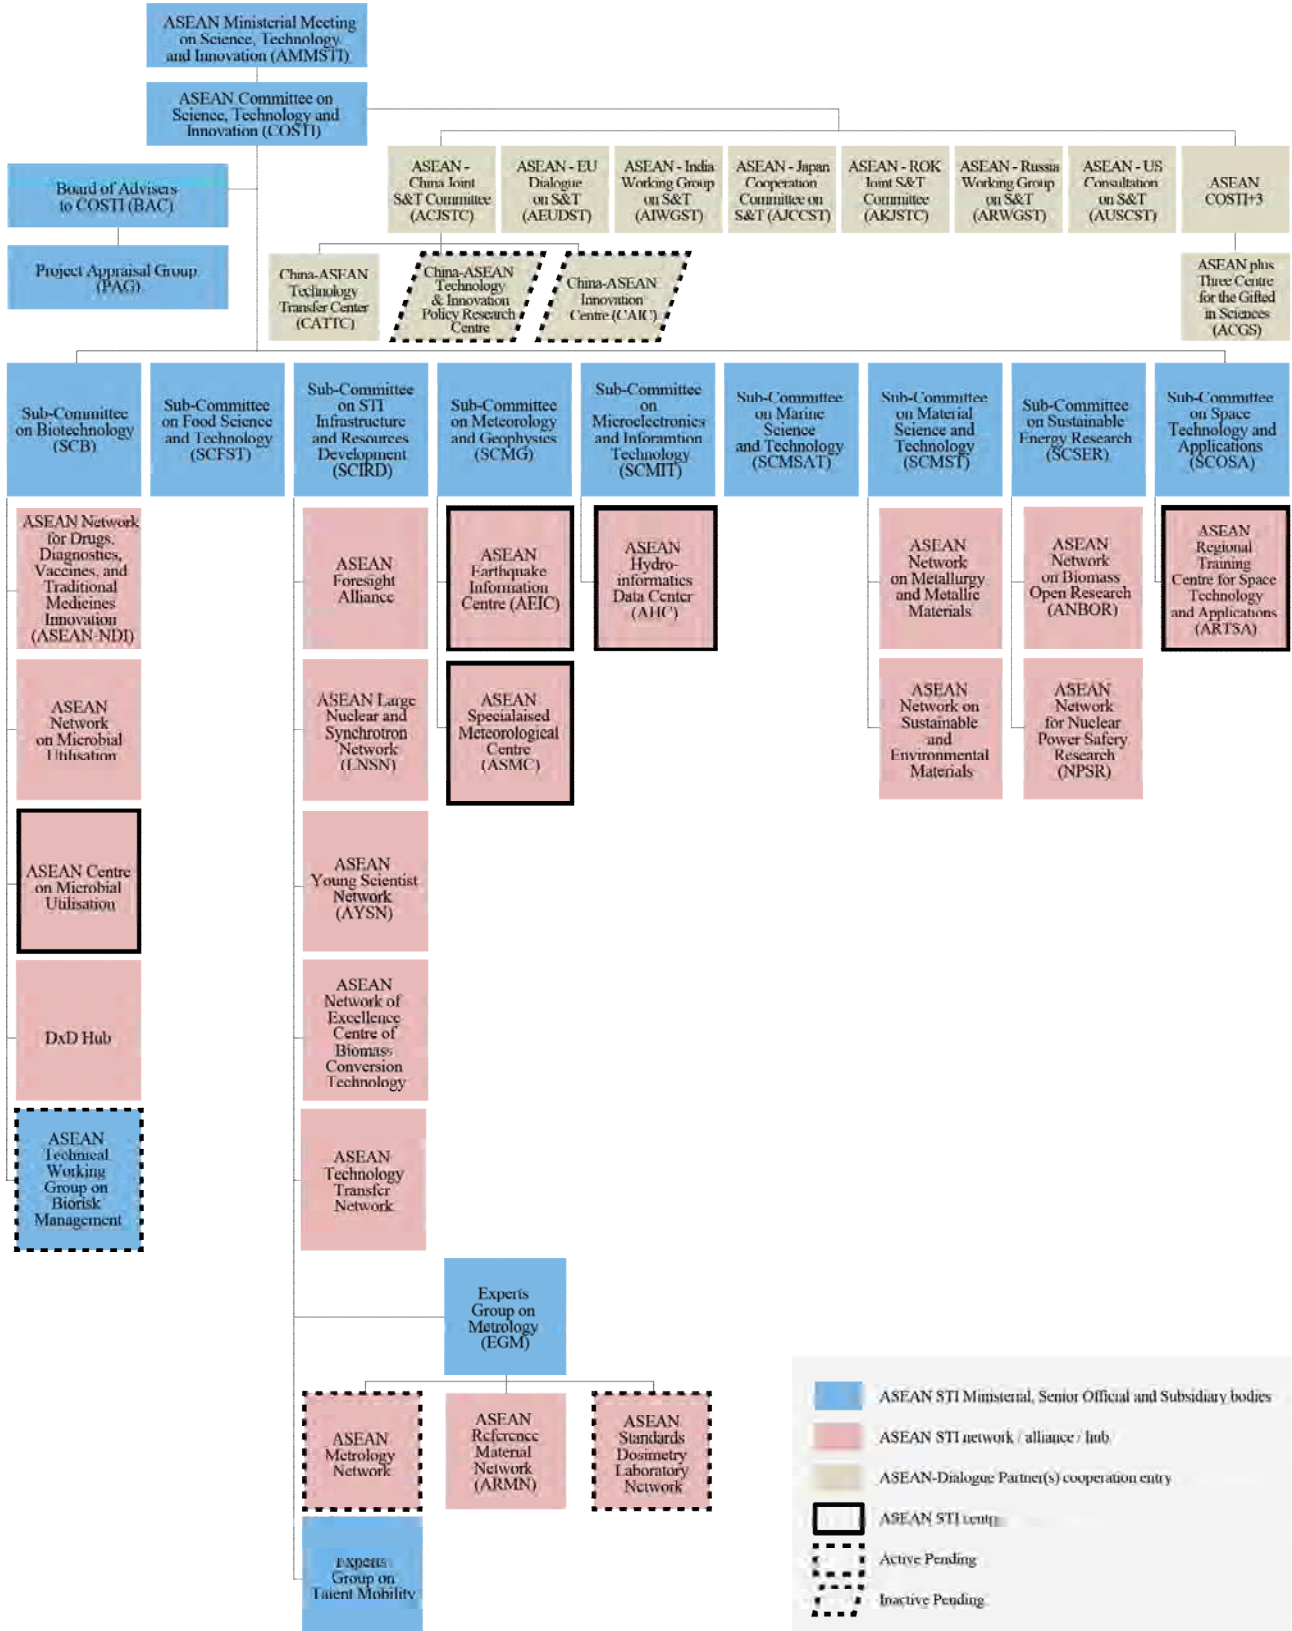 ASEAN Ministerial Meeting
on Science, Technology
and Innovation (AMMSTI)
ASEAN Committee on
Science, Technology and
Innovation (COSTI)
Board of Advisers
to COSTI (BAC)
Project Appraisal Group
(PAG)
ASEAN -
China Joint
S&T Committee
(ACJSTC)
ASEAN - EU
Dialogue
on S&T
(AEUDST)
ASEAN - India
Working Group
on S&T
(AIWGST)
ASEAN - Japan
Cooperation
Committee on
S&T (AJCCST)
ASEAN - ROK
Joint S&T
Committee
(AKJSTC)
ASEAN - Russia
Working Group
on S&T
(ARWGST)
ASEAN - US
Consultation
on S&T
(AUSCST)
ASEAN
COSTI+3
China-ASEAN
Technology
Transfer Center
(CATTC)
China-ASEAN
Technology
& Innovation
Policy Research
Centre
China-ASEAN
Innovation
Centre (CAIC)
ASEAN plus
Three Centre
for the Gifted
in Sciences
(ACGS)
Sub-Committee
on Biotechnology
(SCB)
Sub-Committee
on Food Science
and Technology
(SCFST)
Sub-Committee
on STI
Infrastructure
and Resources
Development
(SCIRD)
Sub-Committee
on Meteorology
and Geophysics
(SCMG)
Sub-Committee
on
Microelectronics
and Inforamtion
Technology
(SCMIT)
Sub-Committee
on Marine
Science
and Technology
(SCMSAT)
Sub-Committee
on Material
Science and
Technology
(SCMST)
Sub-Committee
on Sustainable
Energy Research
(SCSER)
Sub-Committee
on Space
Technology and
Applications
(SCOSA)
ASEAN Network
for Drugs,
Diagnostics,
Vaccines, and
Traditional
Medicines
Innovation
(ASEAN-NDI)
ASEAN
Network
on Microbial
Utilisation
ASEAN Centre
on Microbial
Utilisation
DxD Hub
ASEAN
Technical
Working
Group on
Biorisk
Management
ASEAN
Foresight
Alliance
ASEAN Large
Nuclear and
Synchrotron
Network
(LNSN)
ASEAN
Young Scientist
Network
(AYSN)
ASEAN
Network of
Excellence
Centre of
Biomass
Conversion
Technology
ASEAN
Technology
Transfer
Network
ASEAN
Earthquake
Information
Centre (AEIC)
ASEAN
Specialaised
Meteorological
Centre
(ASMC)
ASEAN
Hydro-
informatics
Data Center
(AHC)
ASEAN
Network
on Metallurgy
and Metallic
Materials
ASEAN
Network on
Sustainable
and
Environmental
Materials
ASEAN
Network
on Biomass
Open Research
(ANBOR)
ASEAN
Network
for Nuclear
Power Safery
Research
(NPSR)
ASEAN
Regional
Training
Centre for Space
Technology
and Applications
(ARTSA)
Experts
Group on
Metrology
(EGM)
ASEAN
Metrology
Network
ASEAN
Reference
Material
Network
(ARMN)
ASEAN
Standards
Dosimetry
Laboratory
Network
Experts
Group on
Talent Mobility
ASEAN STI Ministerial, Senior Official and Subsidiary bodies
ASEAN STI network / alliance / hub
ASEAN-Dialogue Partner(s) cooperation entry
ASEAN STI
Active Pending
Inactive Pending